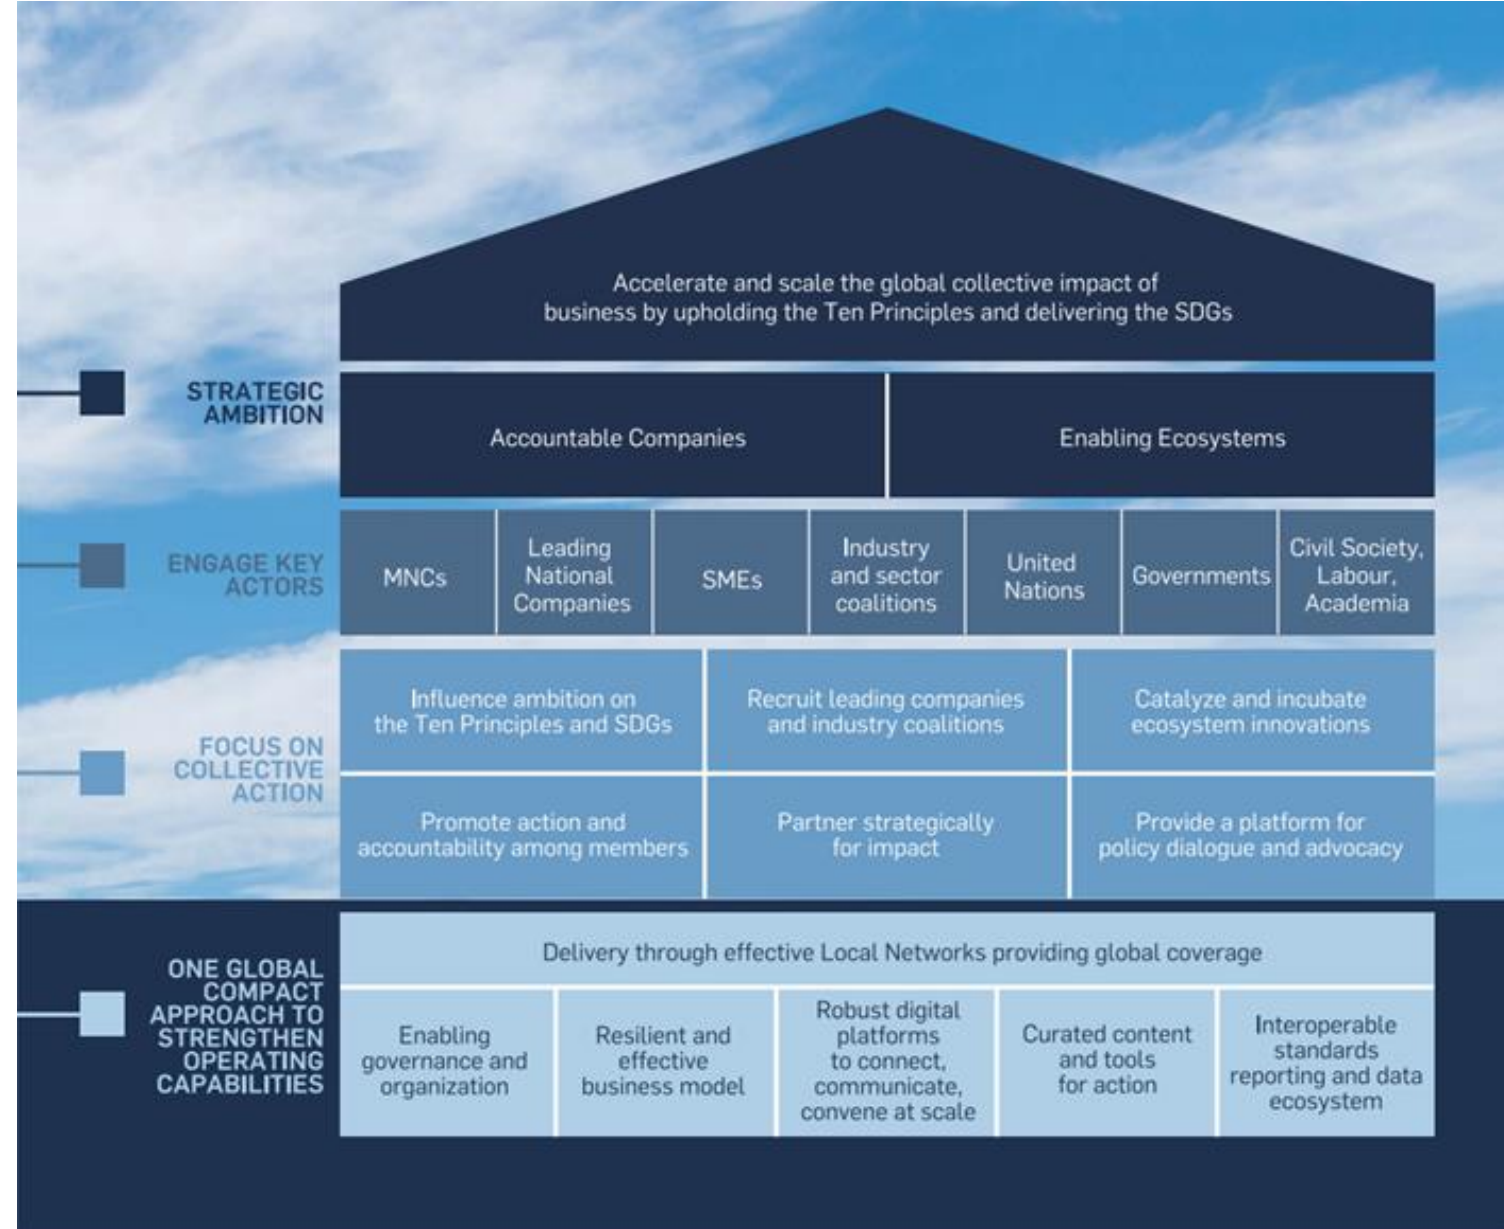 Accelerate and scale the global collective impact of
business by upholding the Ten Principles and delivering the SDGs
STRATEGIC
AMBITION
Accountable Companies
Enabling Ecosystems
ENGAGE KEY
ACTORS
MNCs
Leading
National
Companies
SMEs
Industry
and sector
coalitions
United
Nations
Governments
Civil Society,
Labour,
Academia
FOCUS ON
COLLECTIVE
ACTION
Influence ambition on
the Ten Principles and SDGs
Recruit leading companies
and industry coalitions
Catalyze and incubate
ecosystem innovations
Promote action and
accountability among members
Partner strategically
for impact
Provide a platform for
policy dialogue and advocacy
ONE GLOBAL
COMPACT
APPROACH TO
STRENGTHEN
OPERATING
CAPABILITIES
Delivery through effective Local Networks providing global coverage
Enabling
governance and
organization
Resilient and
effective
business model
Robust digital
platforms
to connect,
communicate,
convene at scale
Curated content
and tools
for action
Interoperable
standards
reporting and data
ecosystem